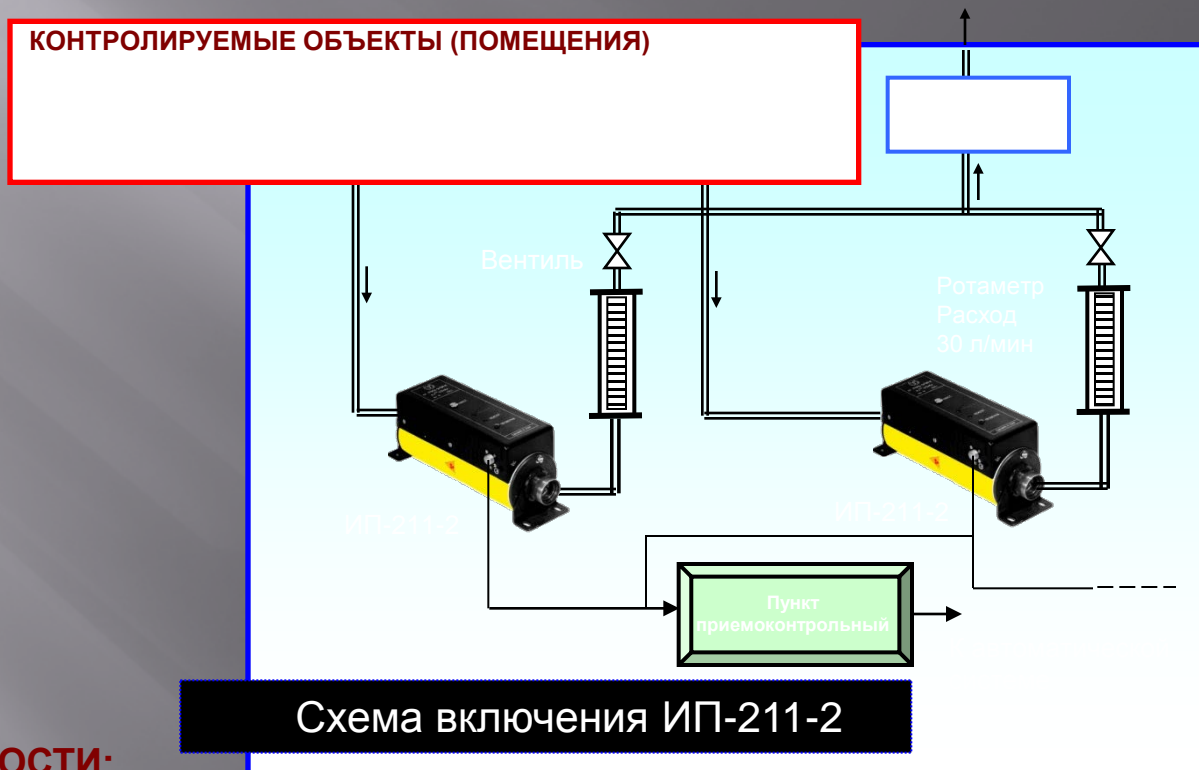 КОНТРОЛИРУЕМЫЕ ОБЪЕКТЫ (ПОМЕЩЕНИЯ)
Вентиль
Ротаметр
Расход
30 л/мин
ИП-211-2
ИП-211-2
Пункт
приемоконтрольный
Схема включения ИП-211-2
ОСТИ: